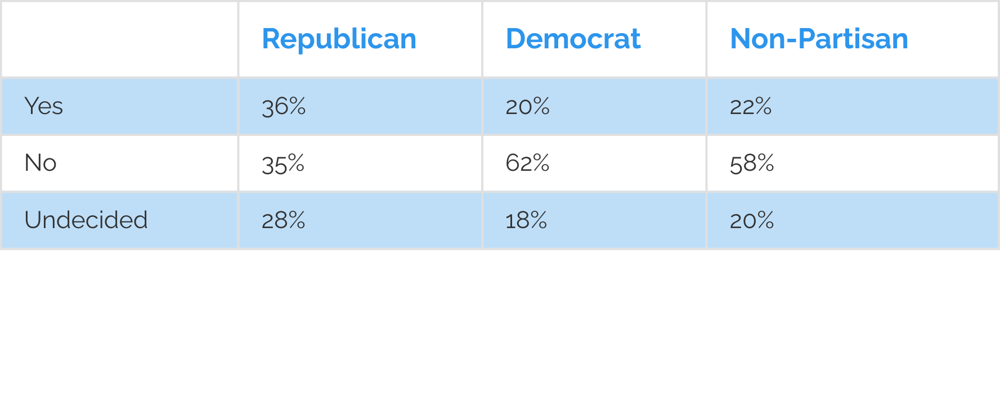 Republican Democrat Non-Partisan
Yes 36% 20% 22%
No 35% 62% 58%
Undecided 28% 18% 20%